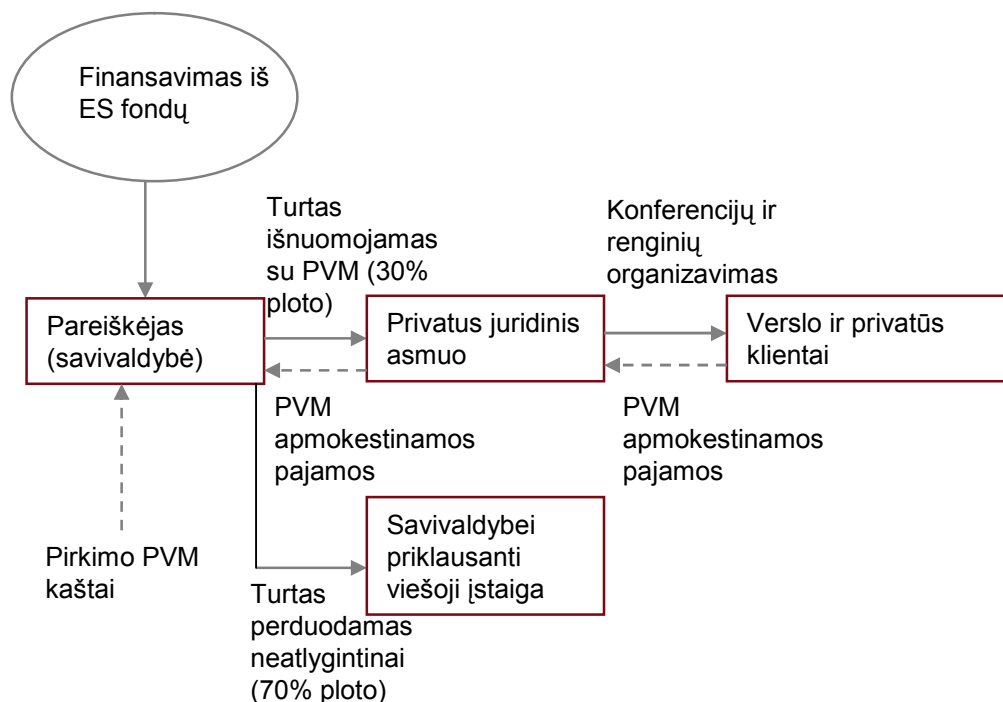 Finansavimas iš
ES fondų
Turtas
išnuomojamas
su PVM (30%
ploto)
Konferencijų ir
renginių
organizavimas
Pareiškėjas
(savivaldybė)
Privatus juridinis
asmuo
Verslo ir privatūs
klientai
PVM
apmokestinamos
pajamos
PVM
apmokestinamos
pajamos
Pirkimo PVM
kaštai
Savivaldybei
priklausanti
viešoji įstaiga
Turtas
perduodamas
neatlygintinai
(70% ploto)